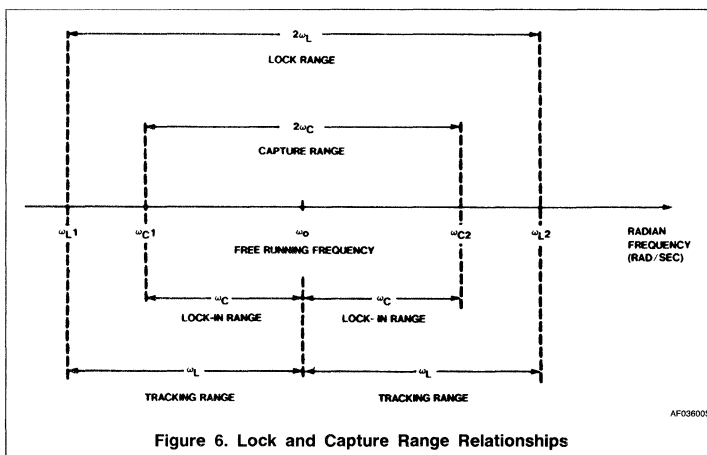 2ωL
LOCK RANGE
2ωC
CAPTURE RANGE
ωL1 ωC1 ωo ωC2 ωL2
RADIAN
FREQUENCY
(RAD/SEC)
FREE RUNNING FREQUENCY
ωC ωC
LOCK-IN RANGE LOCK- IN RANGE
ωL ωL
TRACKING RANGE TRACKING RANGE
AF03600S
Figure 6. Lock and Capture Range Relationships